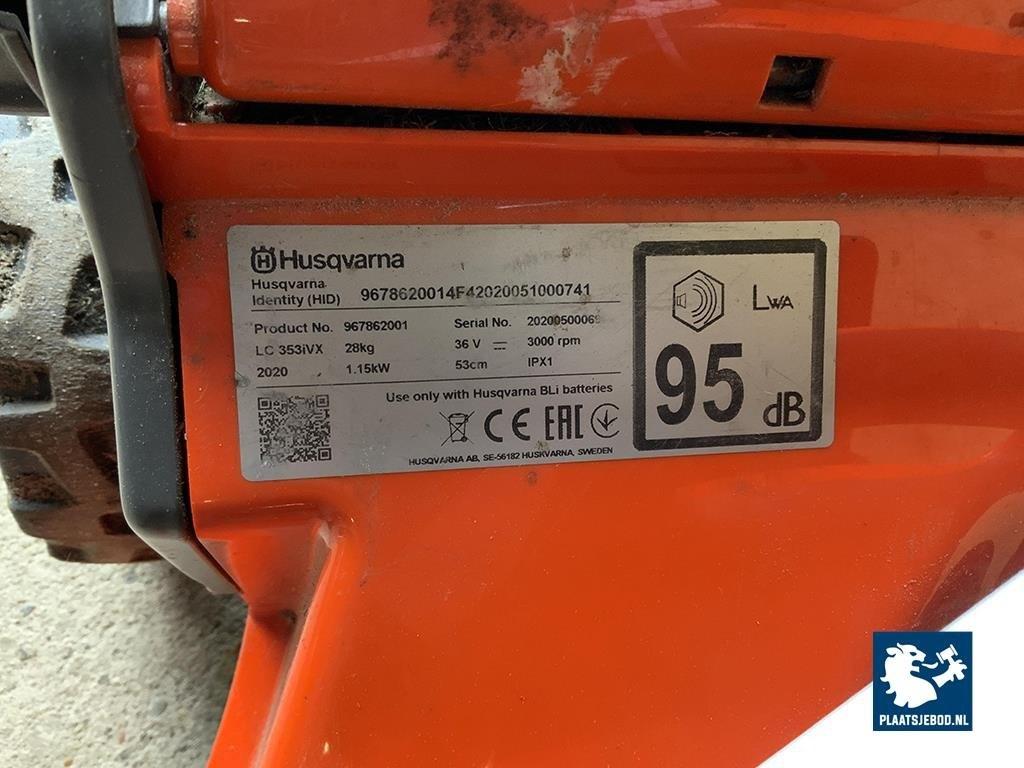 Husqvarna
Husqvarna
Identity (HID) 9678620014F42020051000741
Product No. 967862001 Serial No.
LC 353iVX 28kg 36 V 3000 rpm
2020 1.15kW 53cm IPX1
Use only with Husqvarna BLi batteries
CE EAC
HUSQVARNA AB, SE-56182 HUSKVARNA, SWEDEN
LWA
95 dB
PLAATSJEBOD.NL